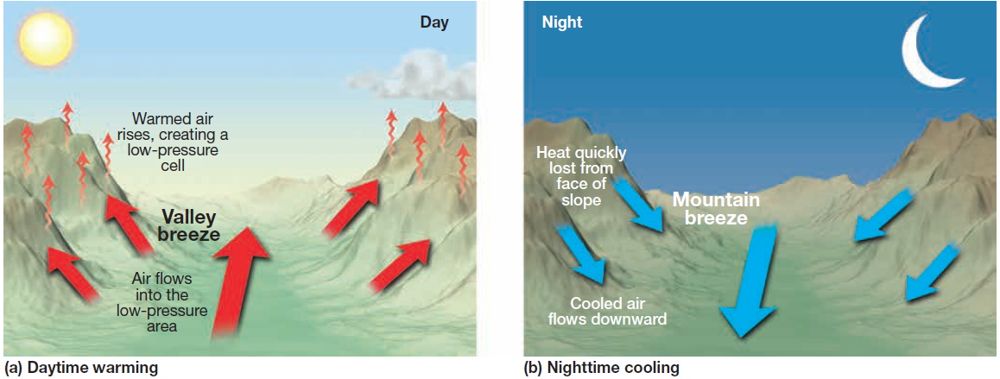 Day
Warmed air
rises, creating a
low-pressure
cell
Valley
breeze
Air flows
into the
low-pressure
area
(a) Daytime warming
Night
Heat quickly
lost from
face of
slope
Mountain
breeze
Cooled air
flows downward
(b) Nighttime cooling